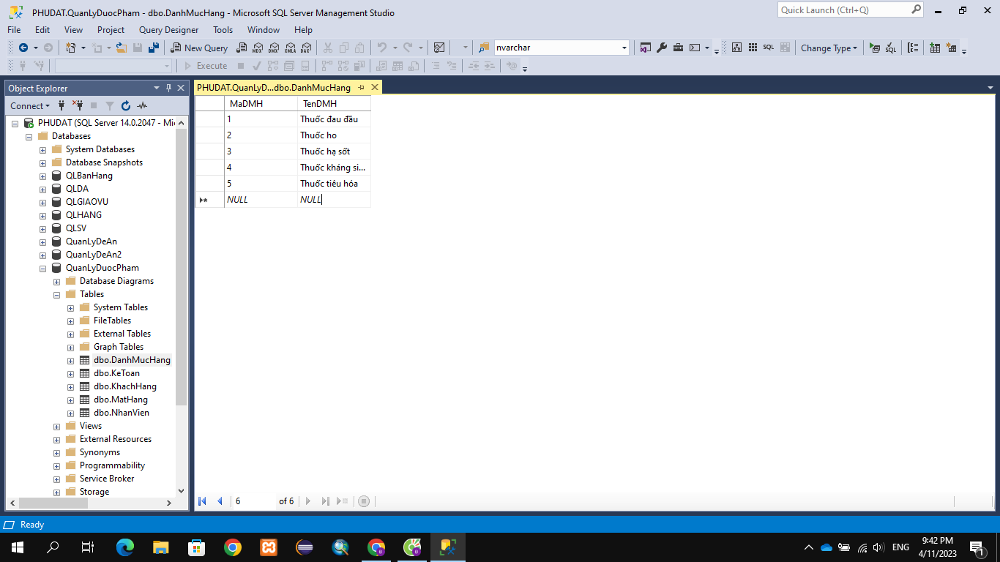 PHUDAT.QuanLyDuocPham - dbo.DanhMucHang - Microsoft SQL Server Management Studio
Quick Launch (Ctrl+Q)
File Edit View Project Query Designer Tools Window Help
New Query MDX DMX XMLA DAX nvarchar SQL Change Type
Execute
Object Explorer
Connect
PHUDAT (SQL Server 14.0.2047 - Mi
Databases
System Databases
Database Snapshots
QLBanHang
QLDA
QLGIAOVU
QLHANG
QLSV
QuanLyDeAn
QuanLyDeAn2
QuanLyDuocPham
Database Diagrams
Tables
System Tables
FileTables
External Tables
Graph Tables
dbo.DanhMucHang
dbo.KeToan
dbo.KhachHang
dbo.MatHang
dbo.NhanVien
Views
External Resources
Synonyms
Programmability
Service Broker
Storage
PHUDAT.QuanLyD...dbo.DanhMucHang
MaDMH TenDMH
1 Thuốc đau đầu
2 Thuốc ho
3 Thuốc hạ sốt
4 Thuốc kháng si...
5 Thuốc tiêu hóa
NULL NULL
6 of 6
Ready
ENG
9:42 PM
4/11/2023
1